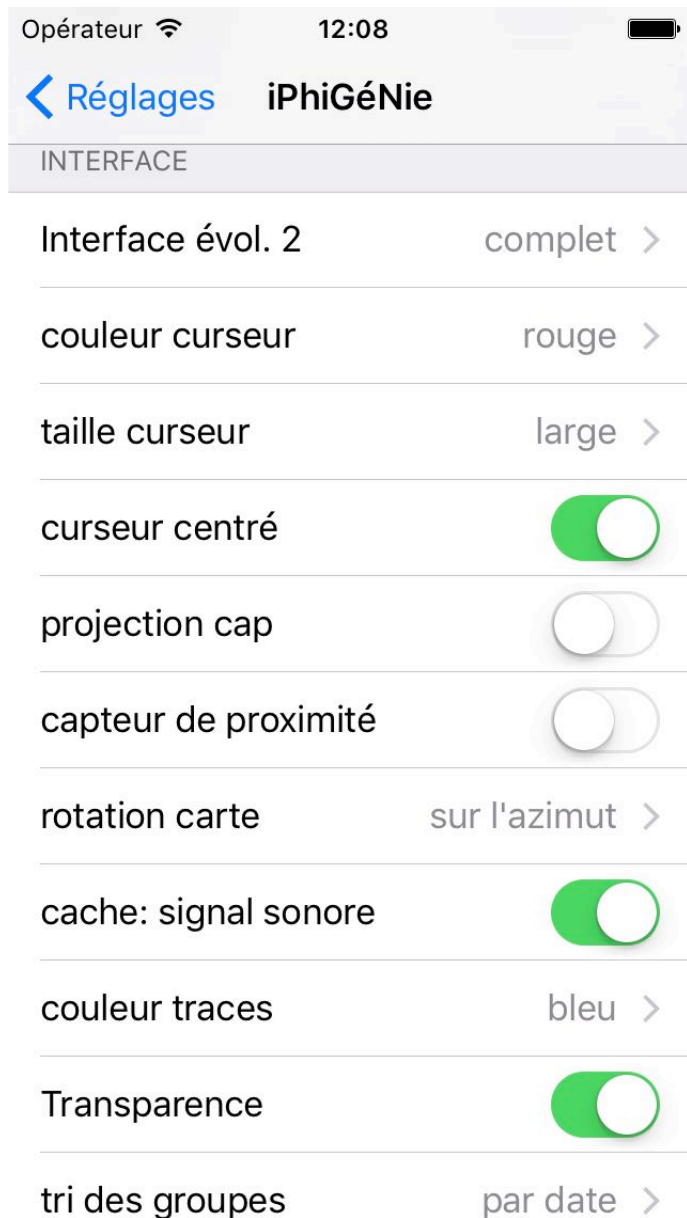 Opérateur 12:08
Réglages iPhiGéNie
INTERFACE
Interface évol. 2 complet
couleur curseur rouge
taille curseur large
curseur centré
projection cap
capteur de proximité
rotation carte sur l'azimut
cache: signal sonore
couleur traces bleu
Transparence
tri des groupes par date